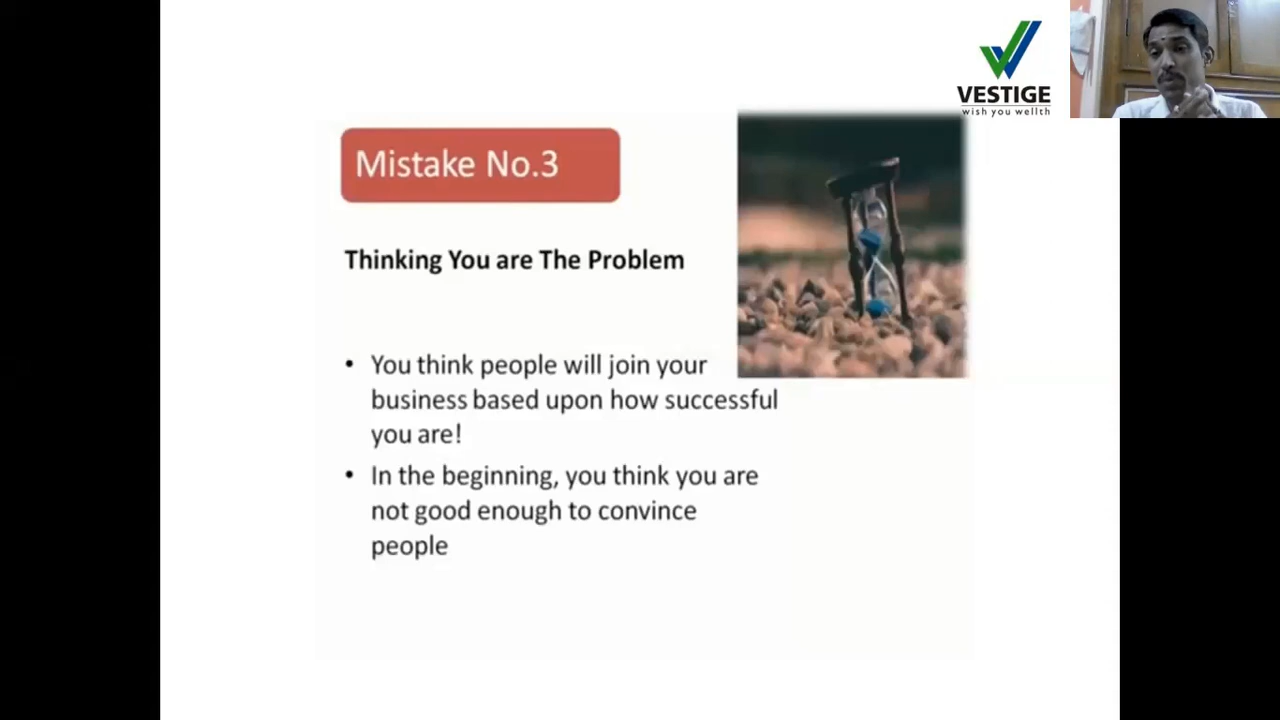 VESTIGE
wish you wellth
Mistake No.3
Thinking You are The Problem
• You think people will join your
business based upon how successful
you are!
• In the beginning, you think you are
not good enough to convince
people